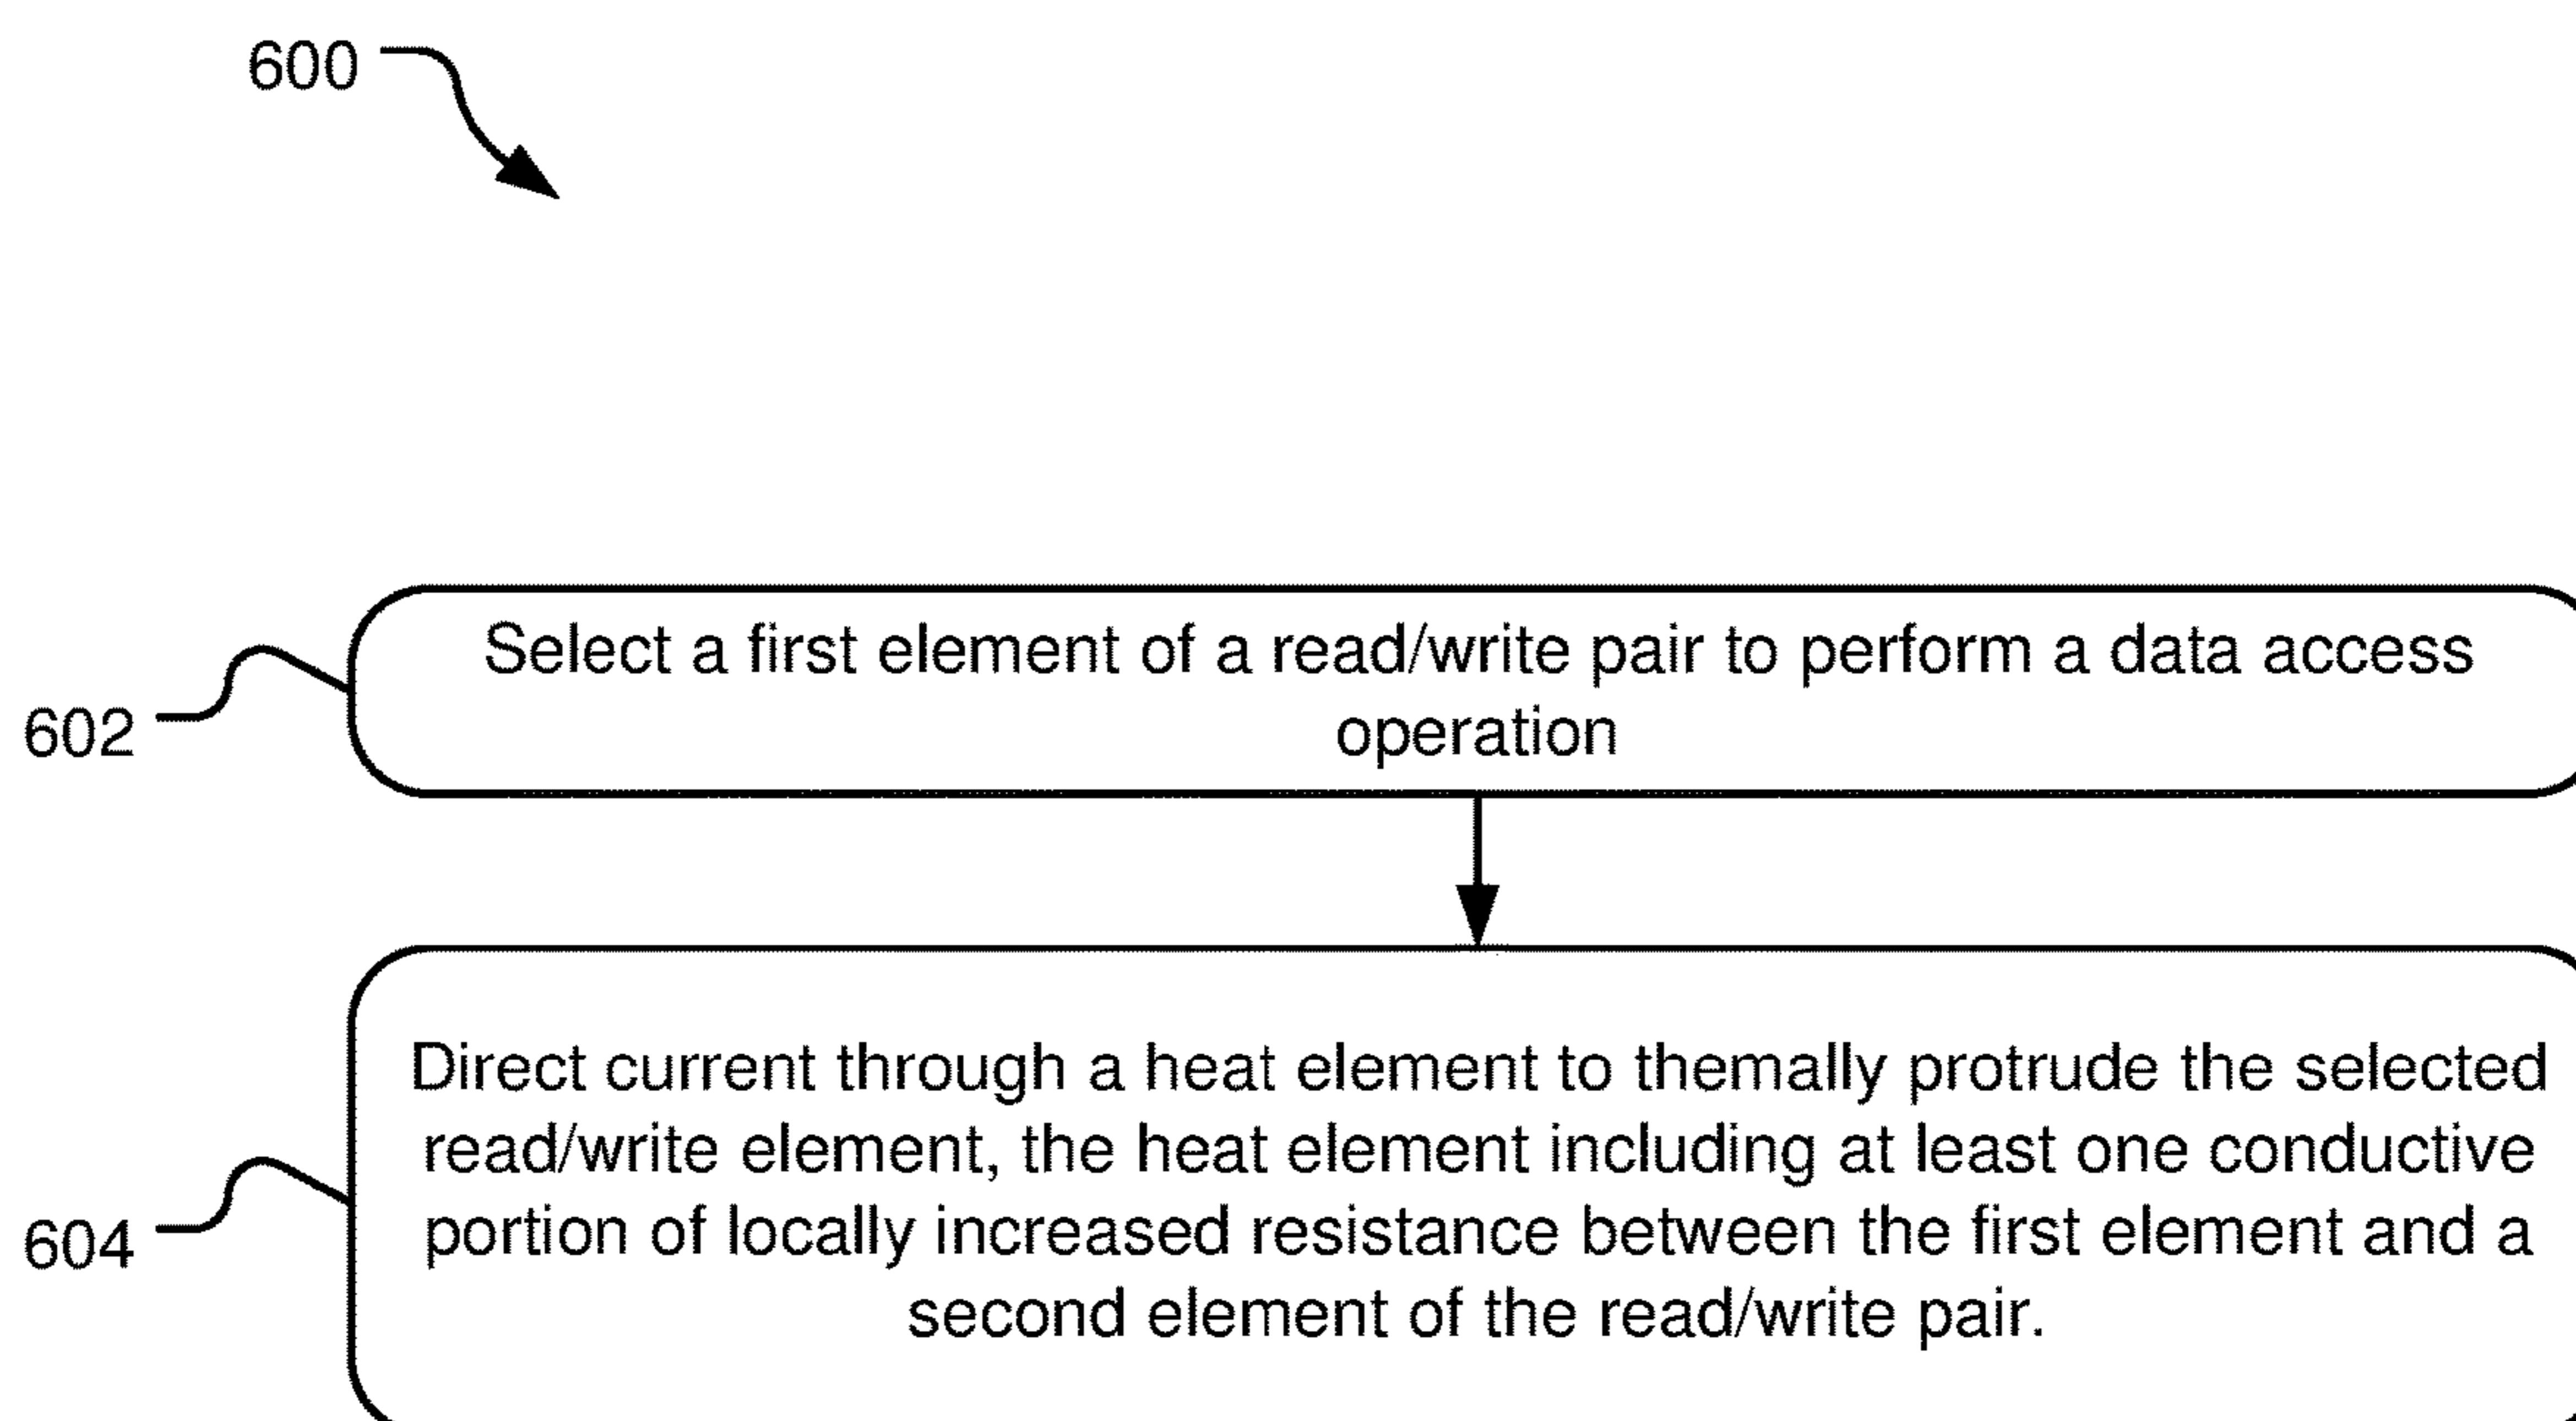 600
602
Select a first element of a read/write pair to perform a data access
operation
604
Direct current through a heat element to themally protrude the selected
read/write element, the heat element including at least one conductive
portion of locally increased resistance between the first element and a
second element of the read/write pair.